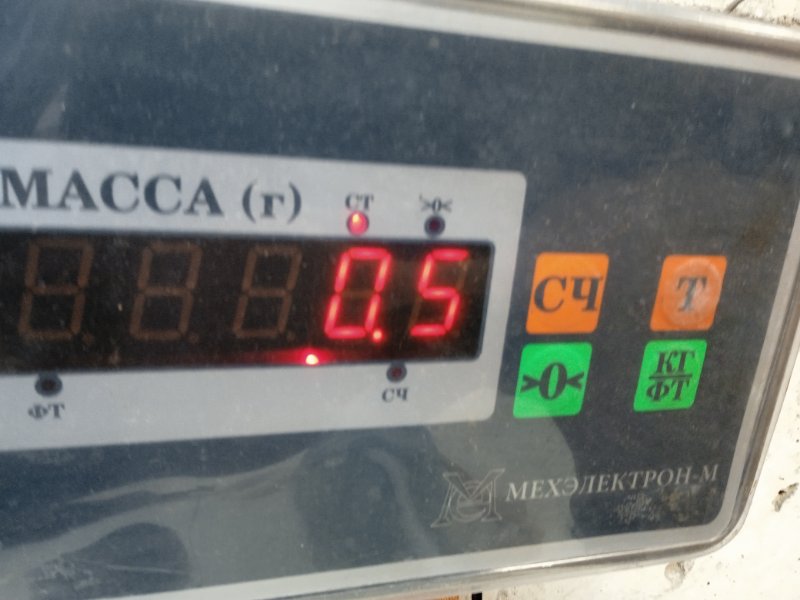 МАССА (г)
СТ
>0<
0.5
ФТ
СЧ
СЧ
Т
>0<
КГ
ФТ
МЕХЭЛЕКТРОН-М